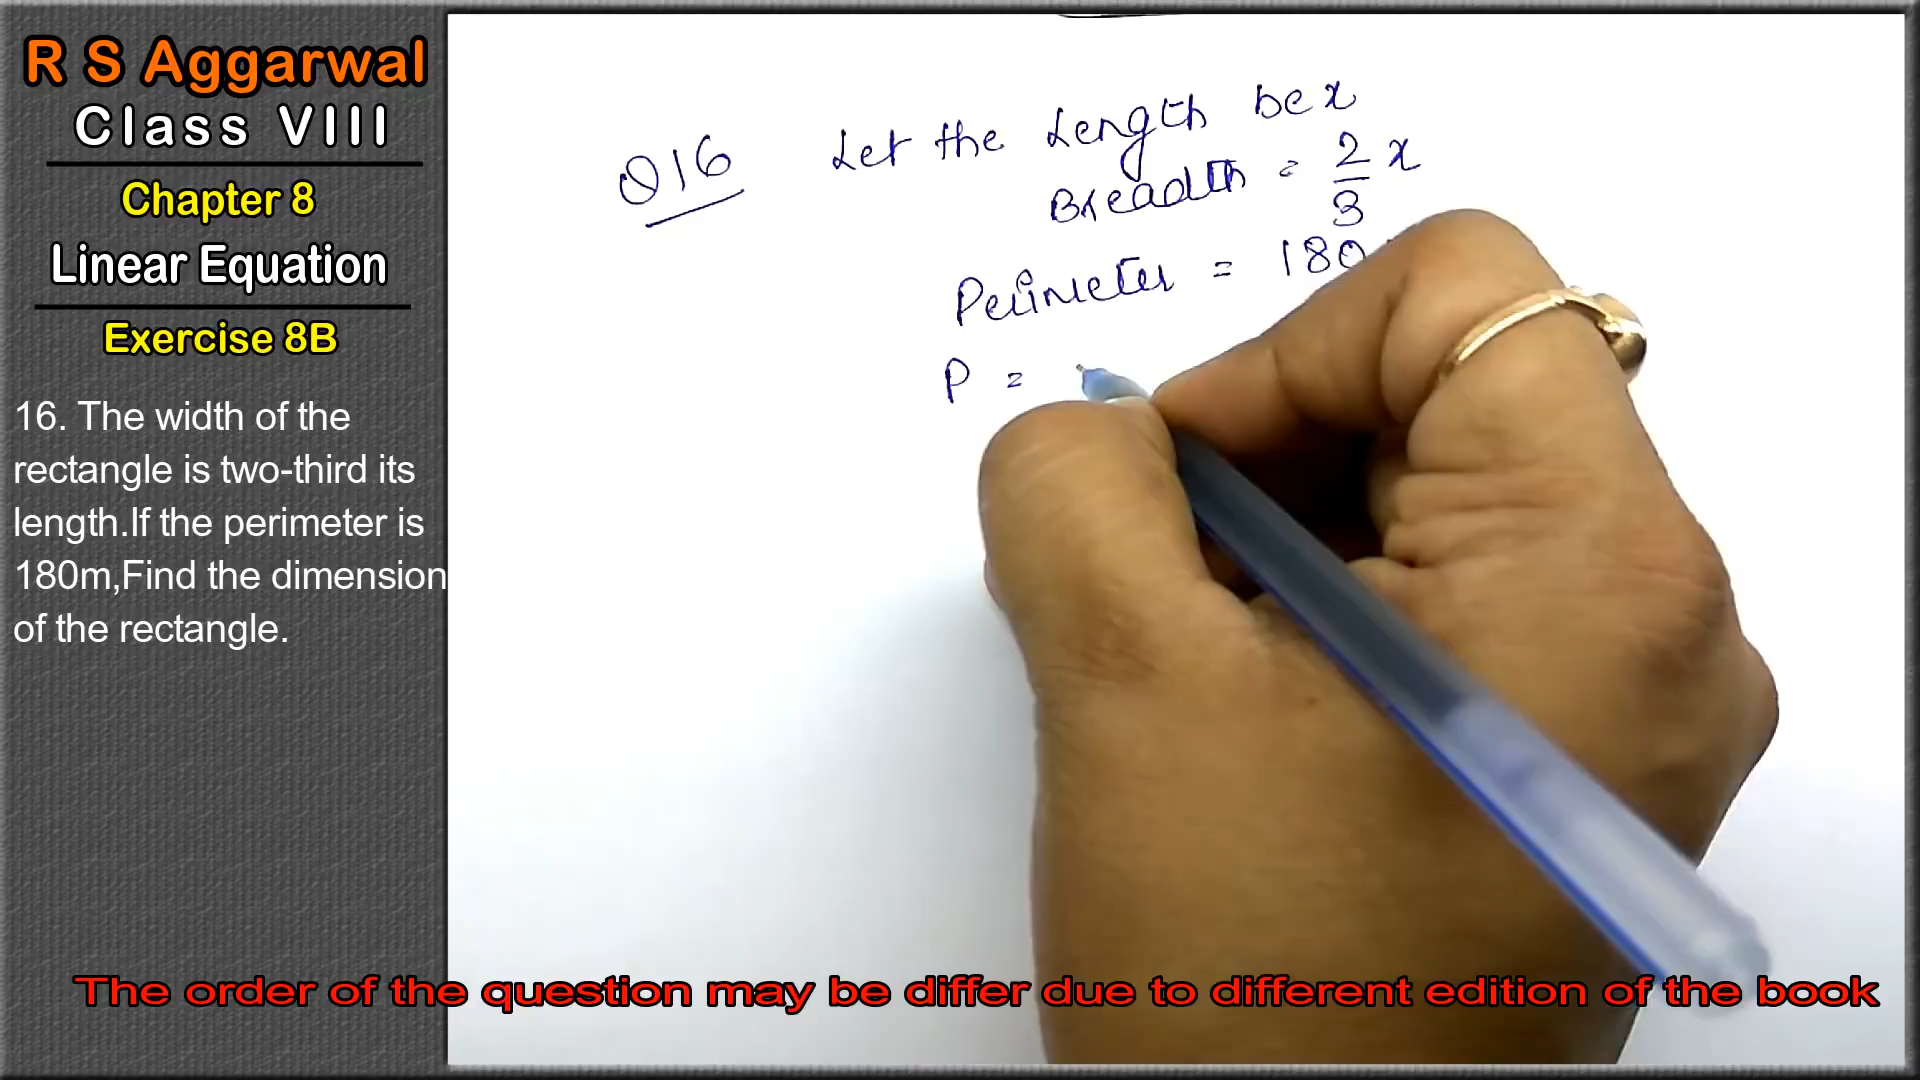 R S Aggarwal
Class VIII
Chapter 8
Linear Equation
Exercise 8B
16. The width of the
rectangle is two-third its
length.If the perimeter is
180m,Find the dimension
of the rectangle.
Q16 Let the Length be x
Breadth = 2/3 x
Perimeter = 180
P =
The order of the question may be differ due to different edition of the book